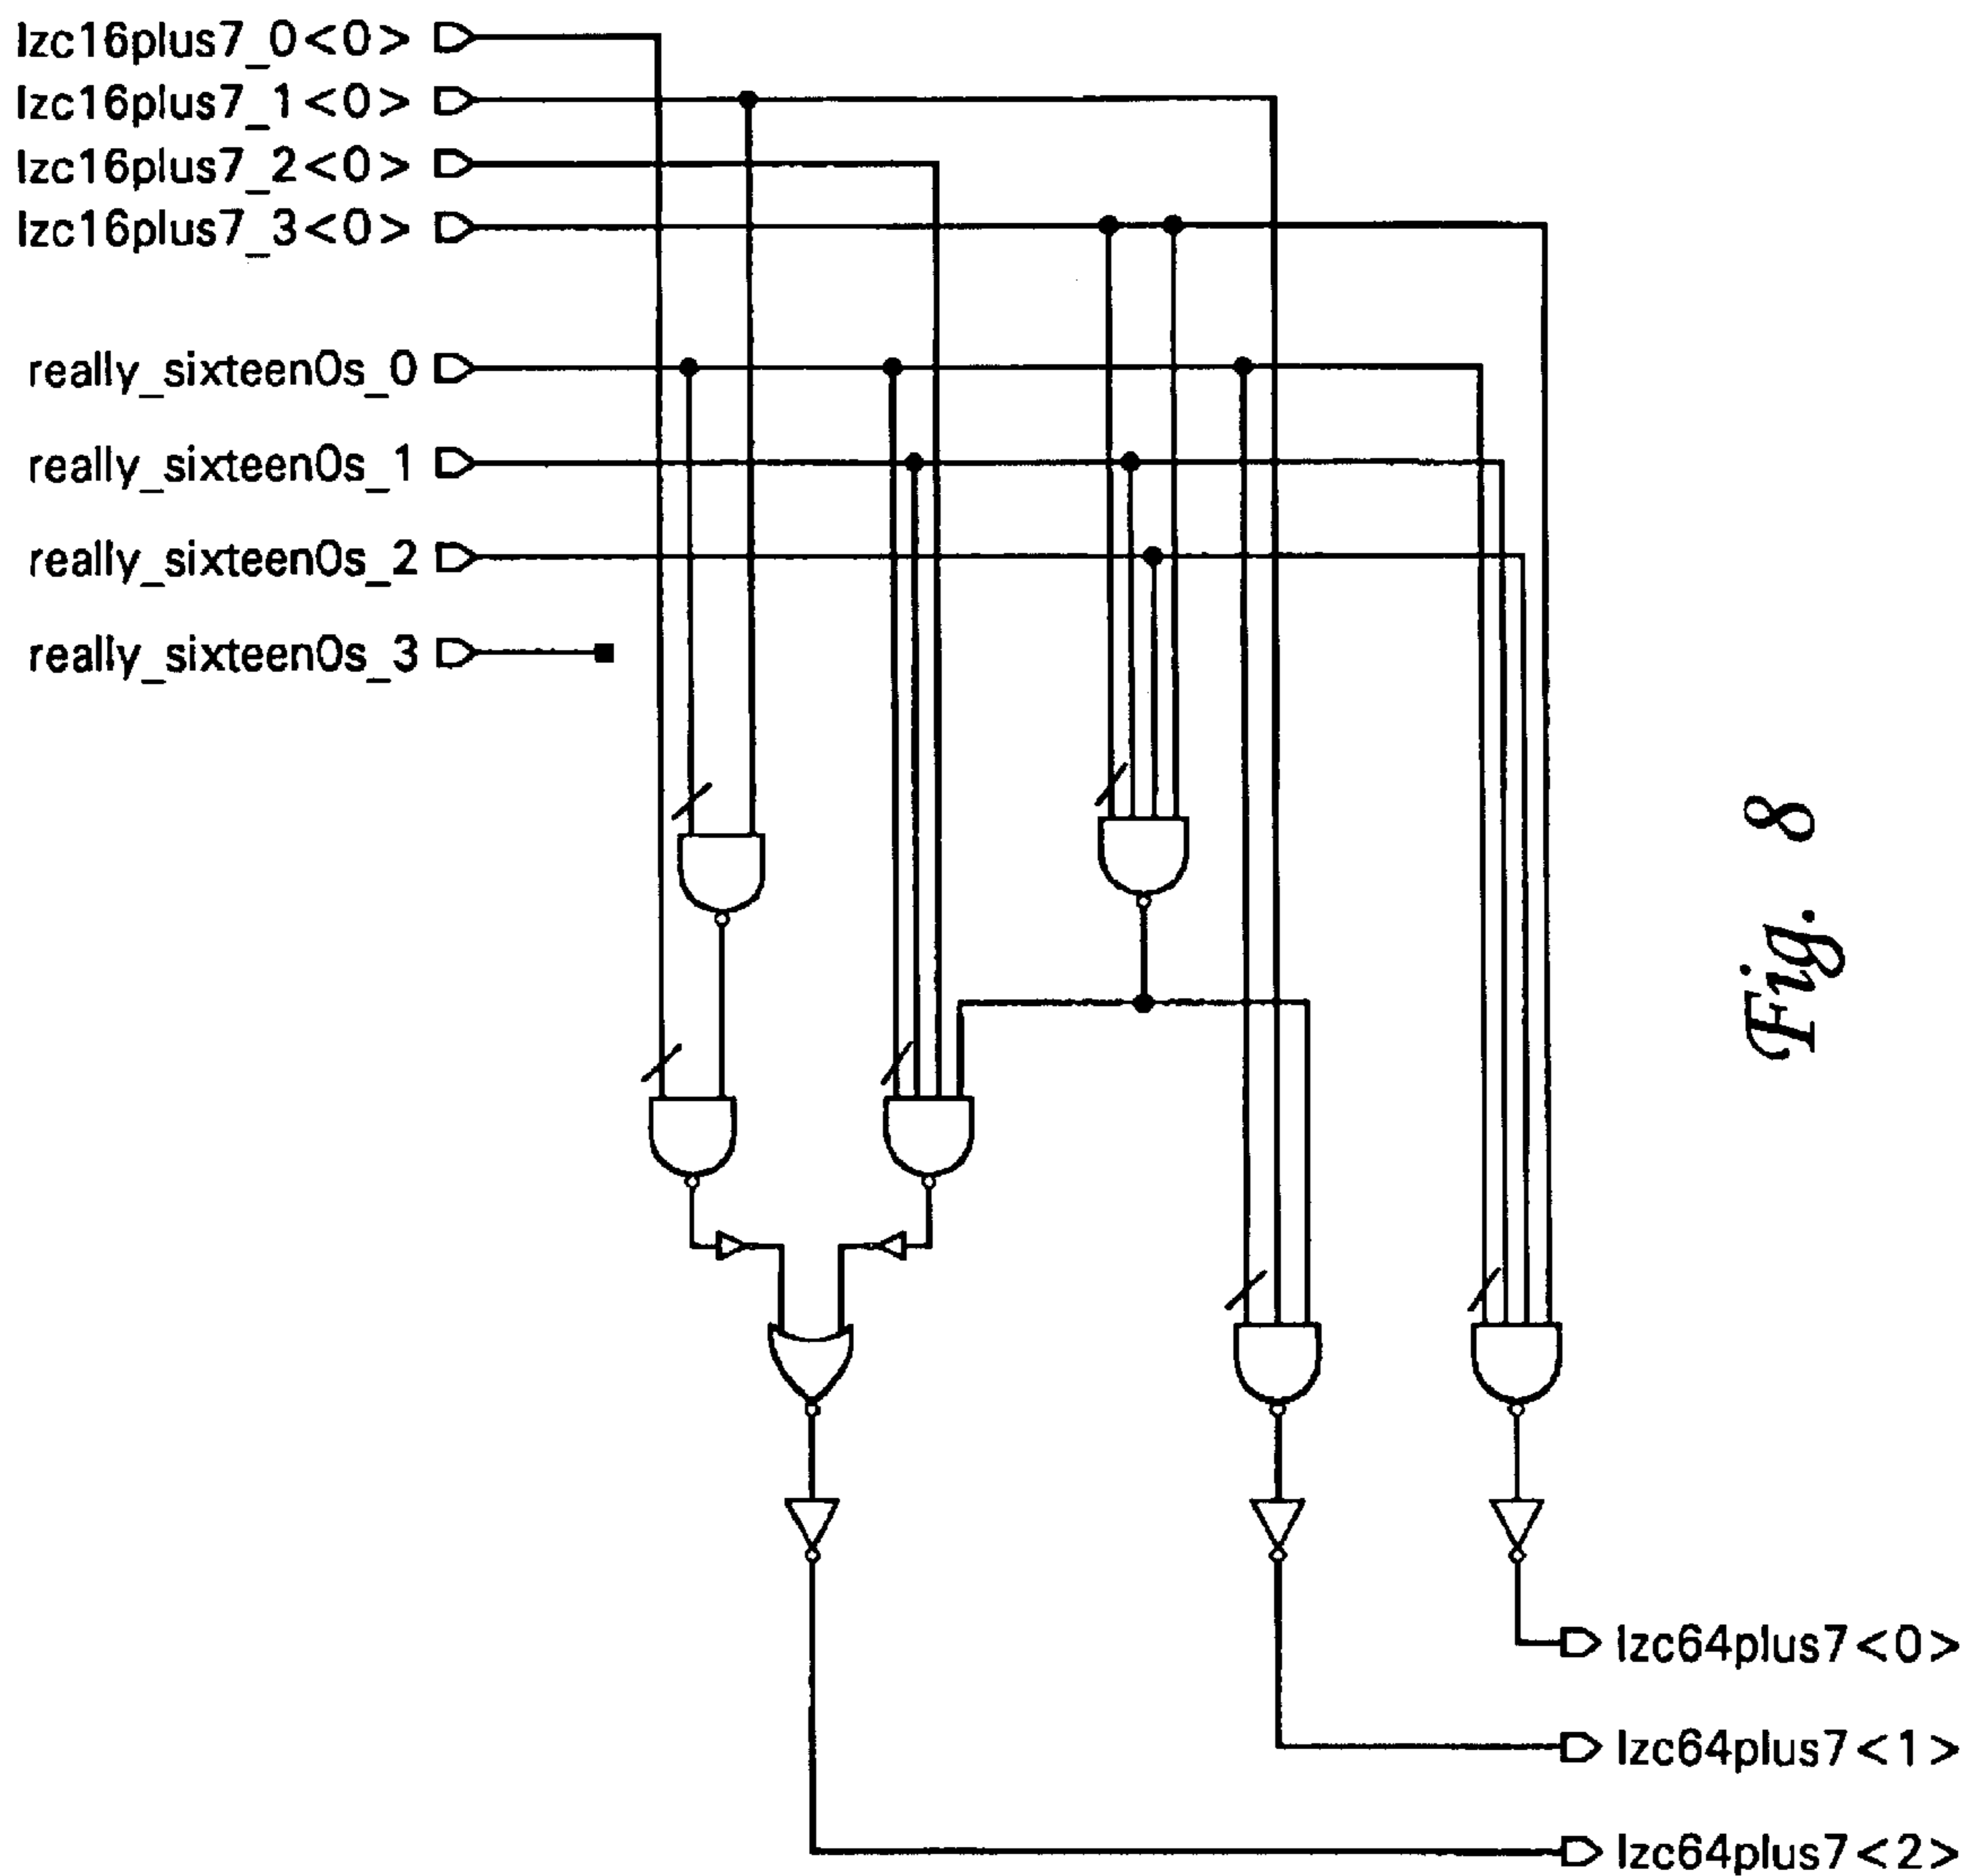 lzc16plus7_0<0>
lzc16plus7_1<0>
lzc16plus7_2<0>
lzc16plus7_3<0>
really_sixteen0s_0
really_sixteen0s_1
really_sixteen0s_2
really_sixteen0s_3
Fig. 8
lzc64plus7<0>
lzc64plus7<1>
lzc64plus7<2>